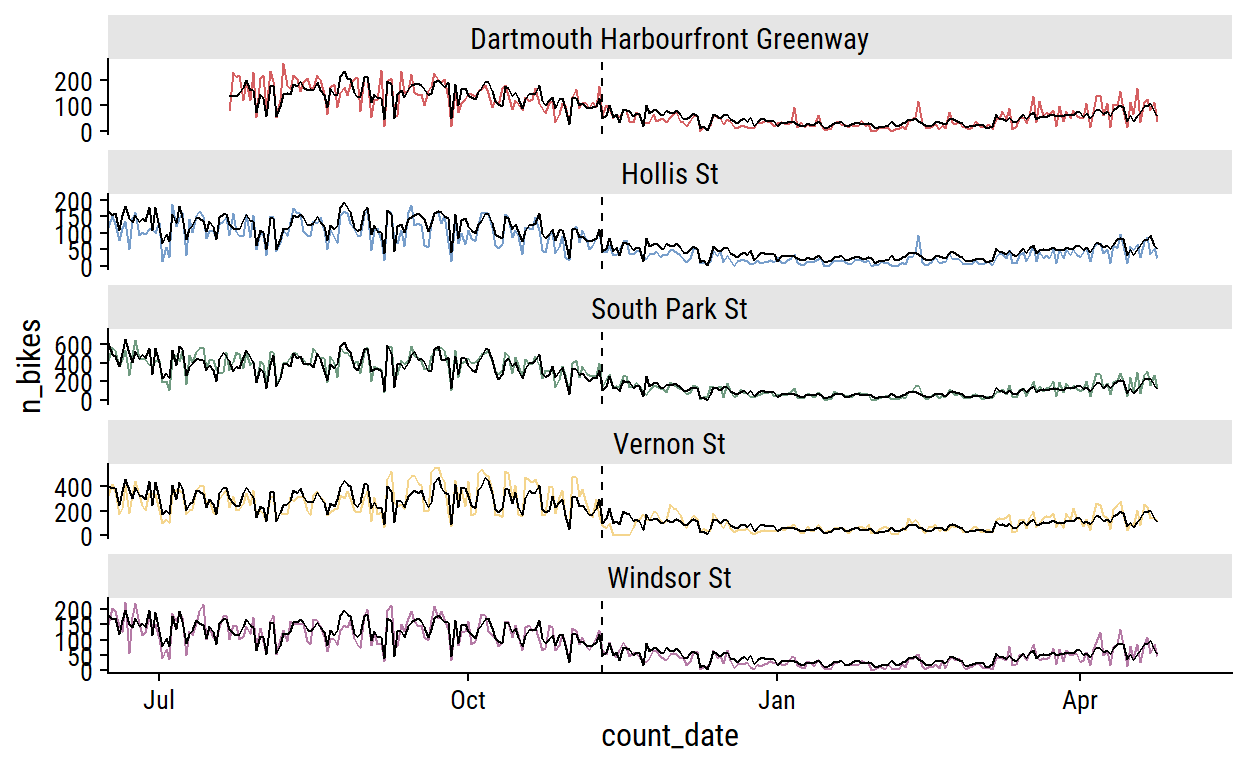 Dartmouth Harbourfront Greenway
200
100
0
Hollis St
200
150
100
50
0
South Park St
600
400
200
0
n_bikes
Vernon St
400
200
0
Windsor St
200
150
100
50
0
Jul Oct Jan Apr
count_date